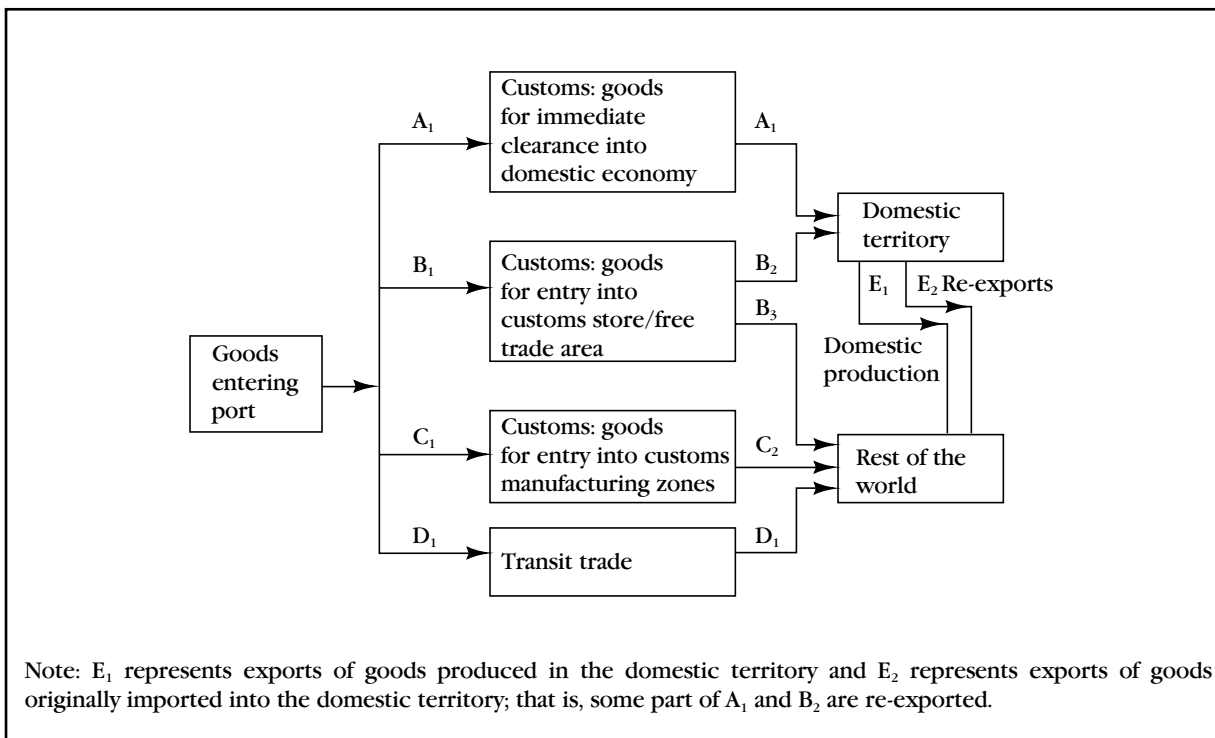 Customs: goods
for immediate
clearance into
domestic economy
A₁
A₁
Domestic
territory
Customs: goods
for entry into
customs store/free
trade area
B₁
B₂
B₃
E₁
E₂ Re-exports
Domestic
production
Goods
entering
port
Customs: goods
for entry into customs
manufacturing zones
C₁
C₂
Rest of the
world
D₁
Transit trade
D₁
Note: E₁ represents exports of goods produced in the domestic territory and E₂ represents exports of goods
originally imported into the domestic territory; that is, some part of A₁ and B₂ are re-exported.